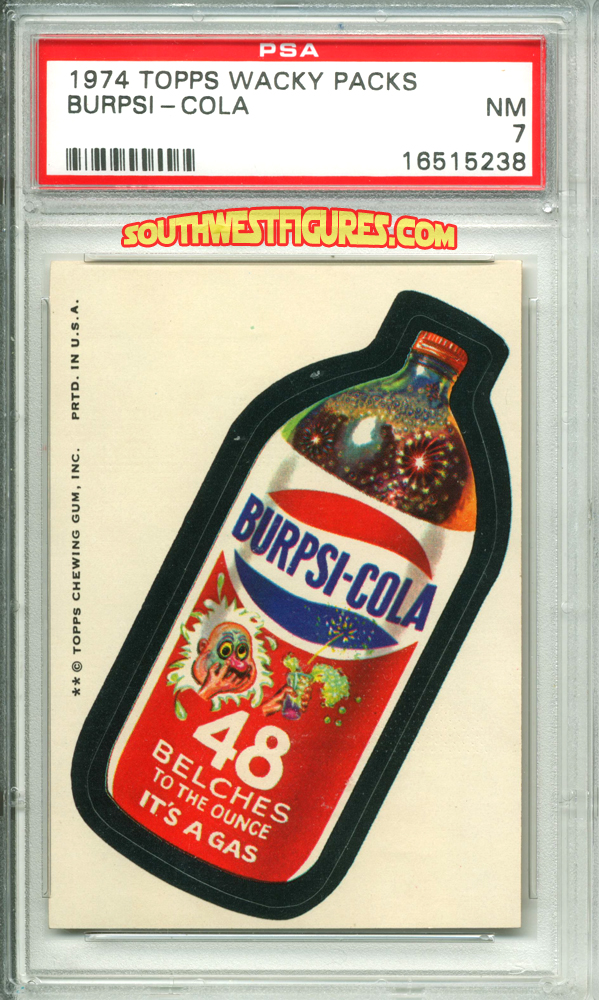 PSA
1974 TOPPS WACKY PACKS
BURPSI-COLA
NM
7
16515238
SOUTHWESTFIGURES.COM
** © TOPPS CHEWING GUM, INC. PRTD. IN U.S.A.
BURPSI-COLA
48
BELCHES
TO THE OUNCE
IT'S A GAS